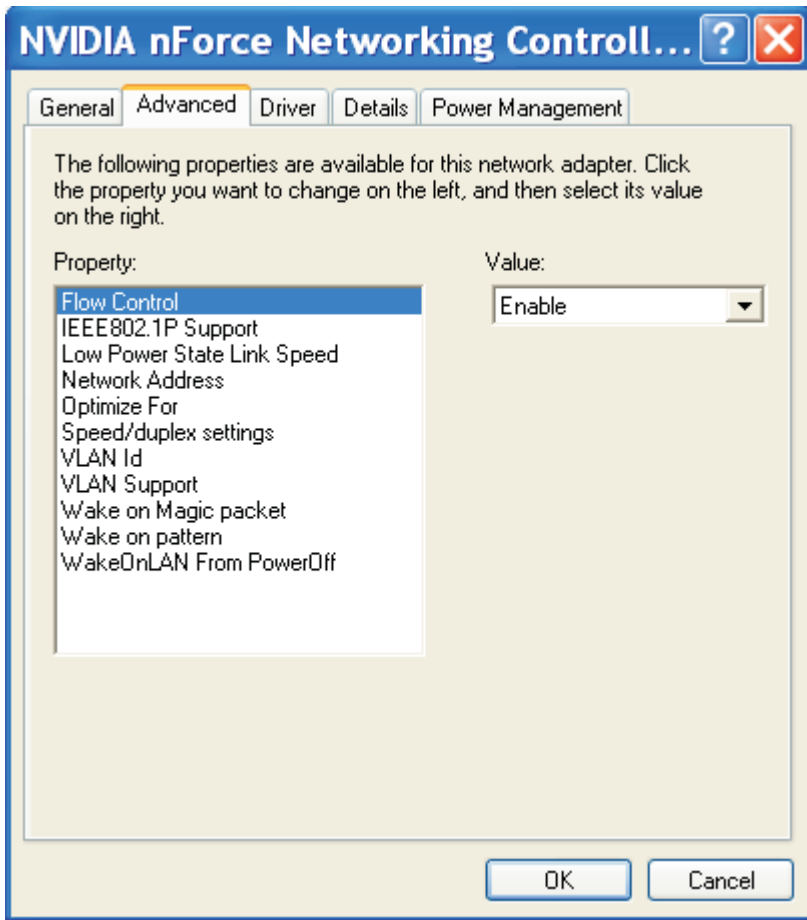 NVIDIA nForce Networking Controll...
General Advanced Driver Details Power Management
The following properties are available for this network adapter. Click
the property you want to change on the left, and then select its value
on the right.
Property:
Value:
Flow Control
Enable
IEEE802.1P Support
Low Power State Link Speed
Network Address
Optimize For
Speed/duplex settings
VLAN Id
VLAN Support
Wake on Magic packet
Wake on pattern
WakeOnLAN From PowerOff
OK
Cancel